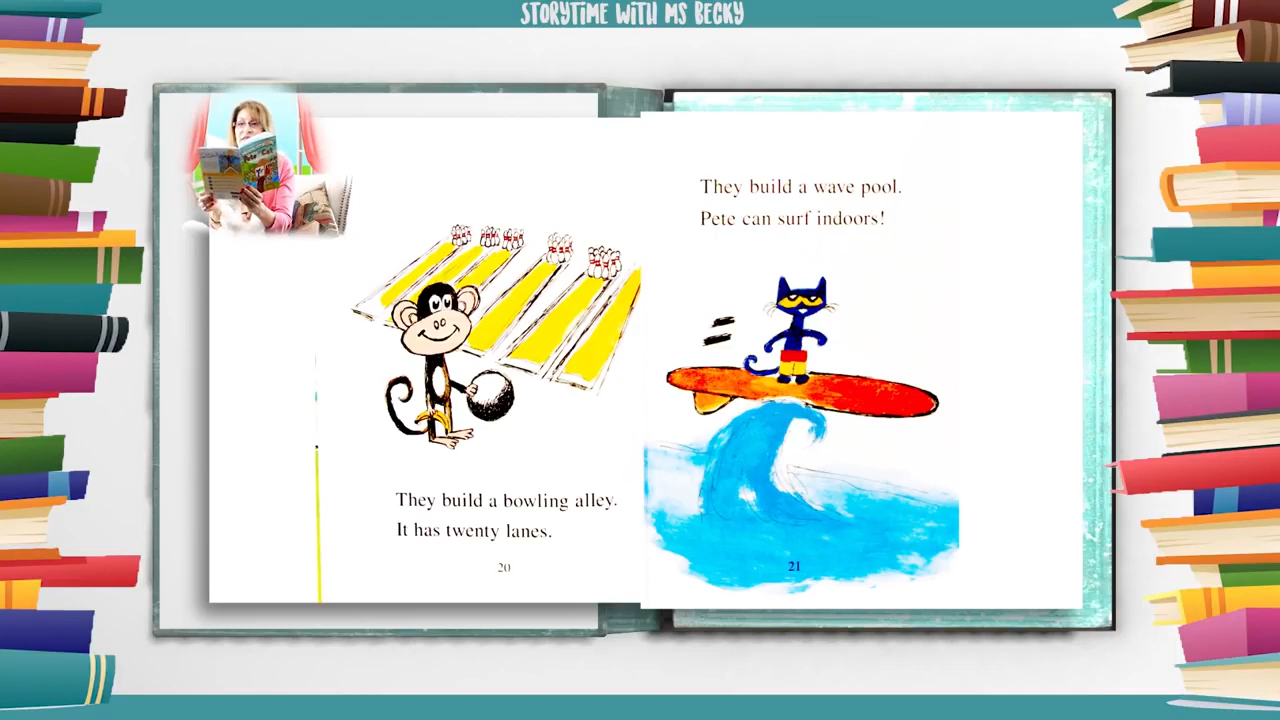 STORYTIME WITH MS BECKY
They build a bowling alley.
It has twenty lanes.
20
They build a wave pool.
Pete can surf indoors!
21